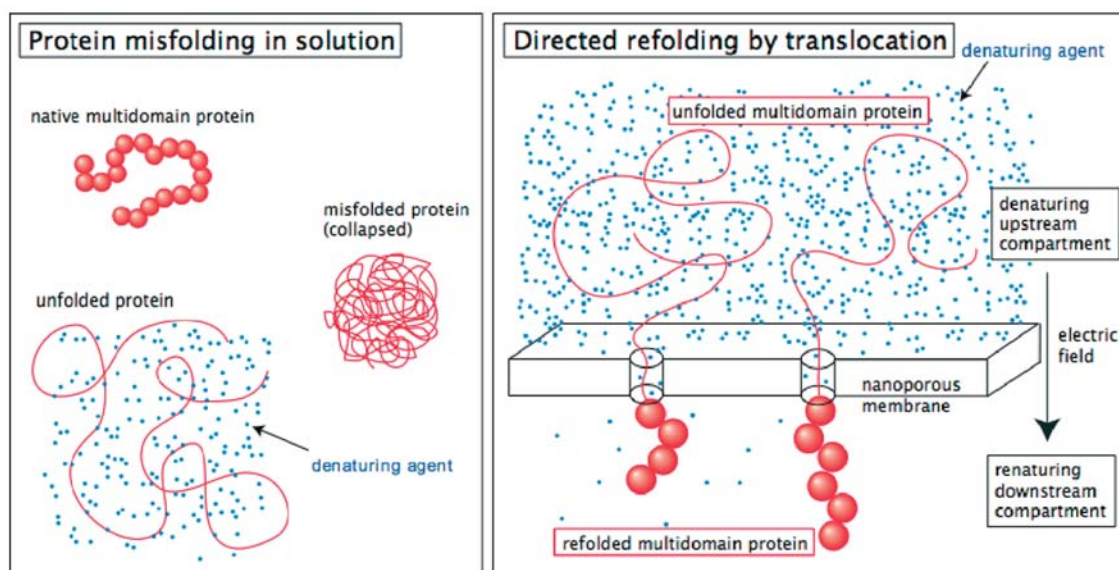 Protein misfolding in solution
native multidomain protein
misfolded protein
(collapsed)
unfolded protein
denaturing agent
Directed refolding by translocation
denaturing agent
unfolded multidomain protein
denaturing
upstream
compartment
electric
field
nanoporous
membrane
renaturing
downstream
compartment
refolded multidomain protein